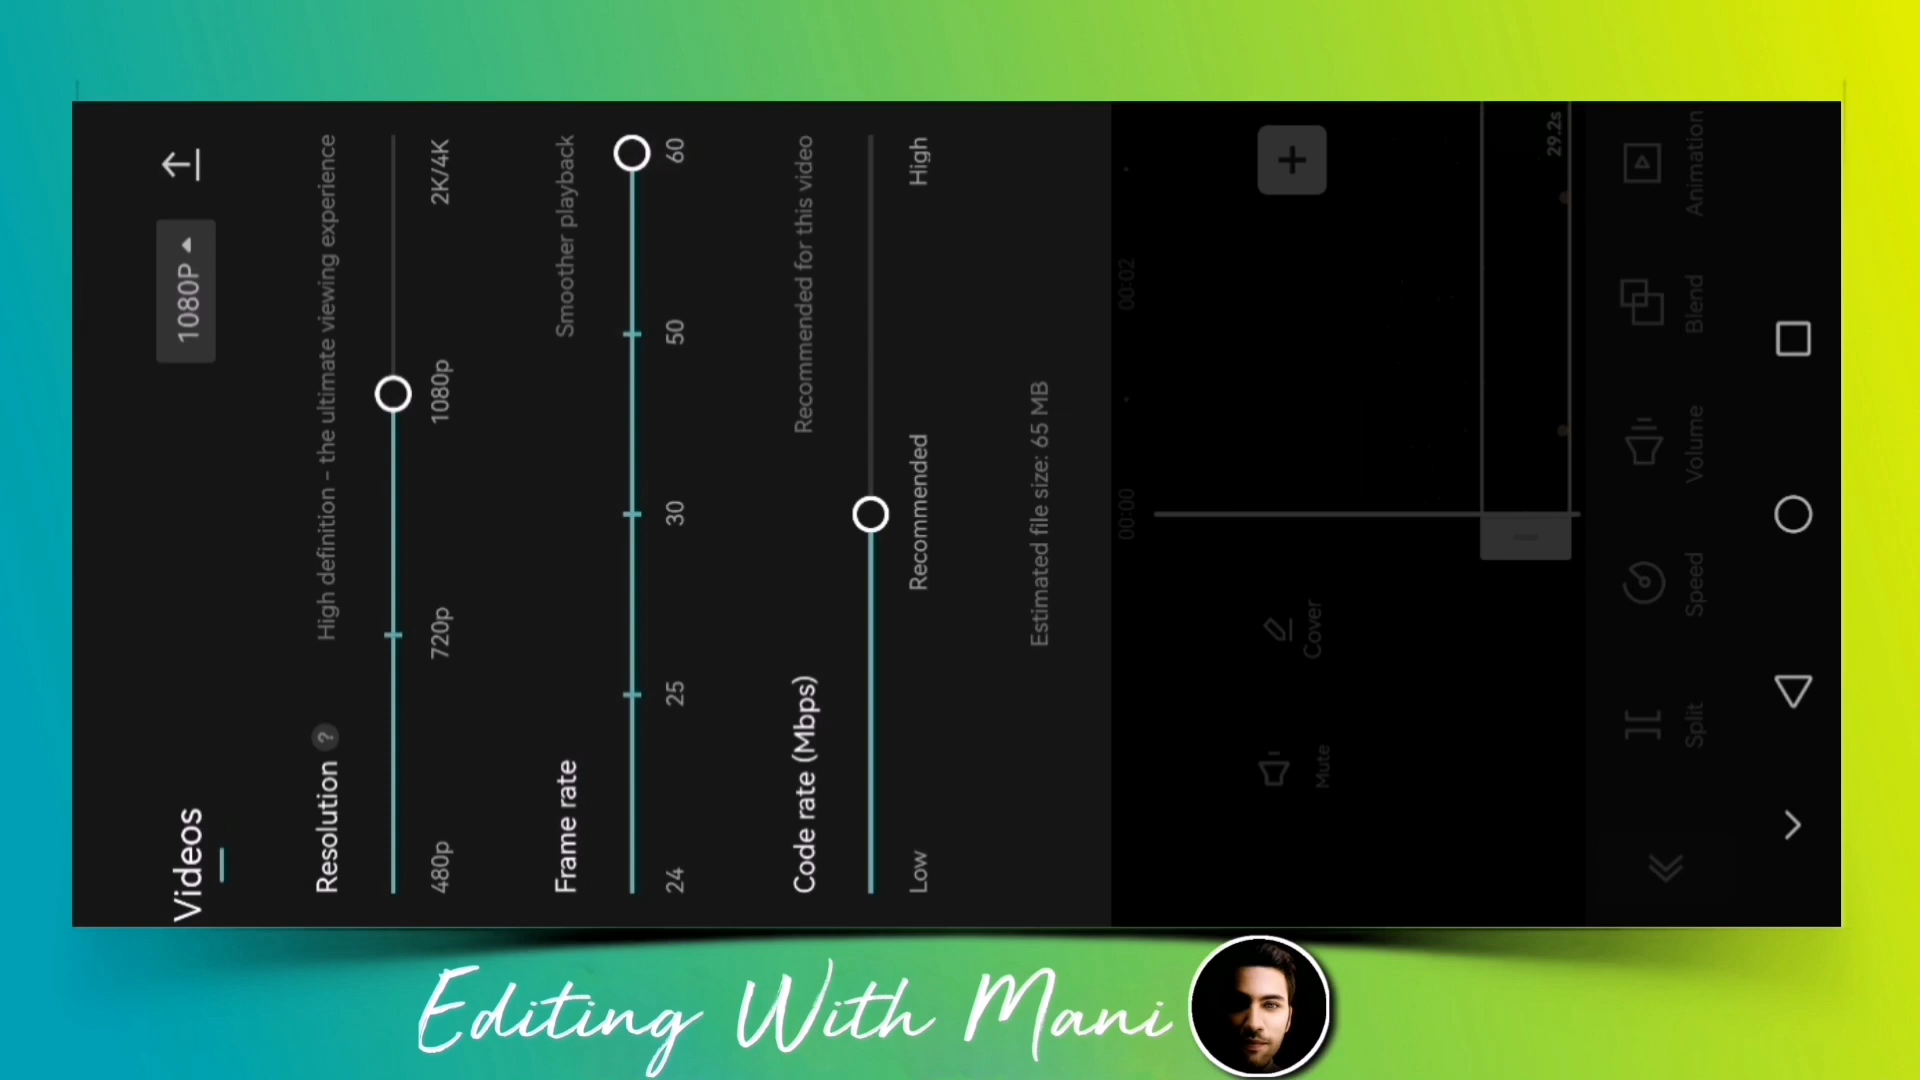 Videos
1080P
Resolution ?
High definition – the ultimate viewing experience
480p 720p 1080p 2K/4K
Frame rate
Smoother playback
24 25 30 50 60
Code rate (Mbps)
Recommended for this video
Low Recommended High
Estimated file size: 65 MB
00:00 00:02
Mute Cover
29.2s
Split Speed Volume Blend Animation
Editing With Mani